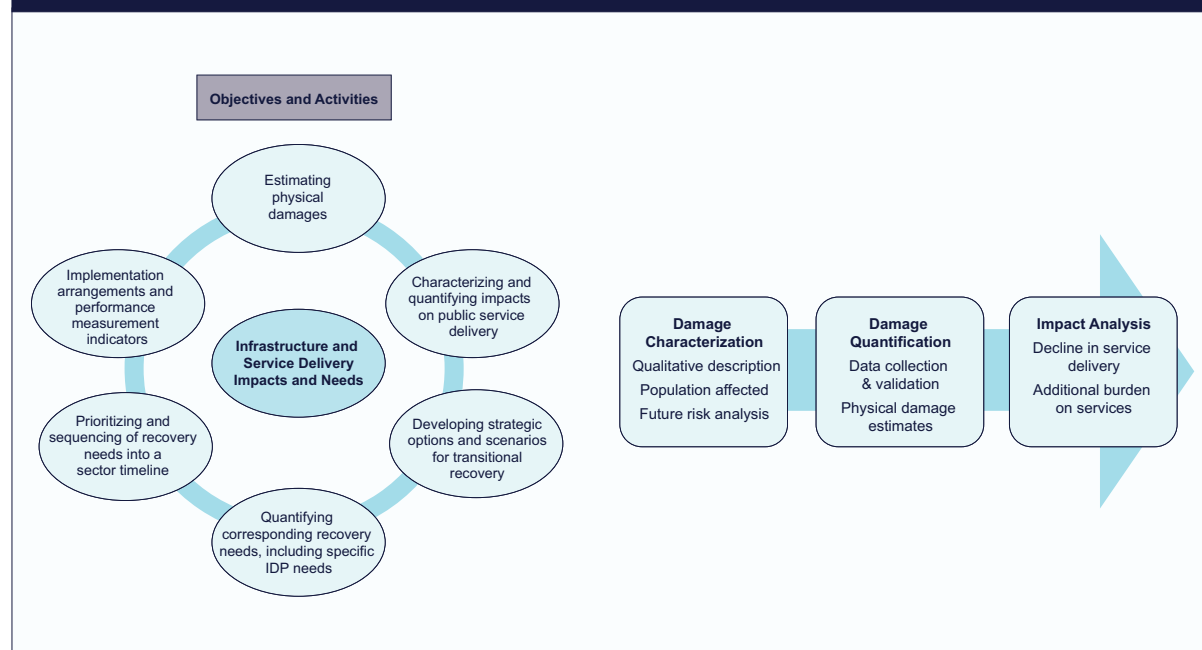 Objectives and Activities
Estimating
physical
damages
Characterizing and
quantifying impacts
on public service
delivery
Developing strategic
options and scenarios
for transitional
recovery
Quantifying
corresponding recovery
needs, including specific
IDP needs
Prioritizing and
sequencing of recovery
needs into a
sector timeline
Implementation
arrangements and
performance
measurement
indicators
Infrastructure and
Service Delivery
Impacts and Needs
Damage
Characterization
Qualitative description
Population affected
Future risk analysis
Damage
Quantification
Data collection
& validation
Physical damage
estimates
Impact Analysis
Decline in service
delivery
Additional burden
on services